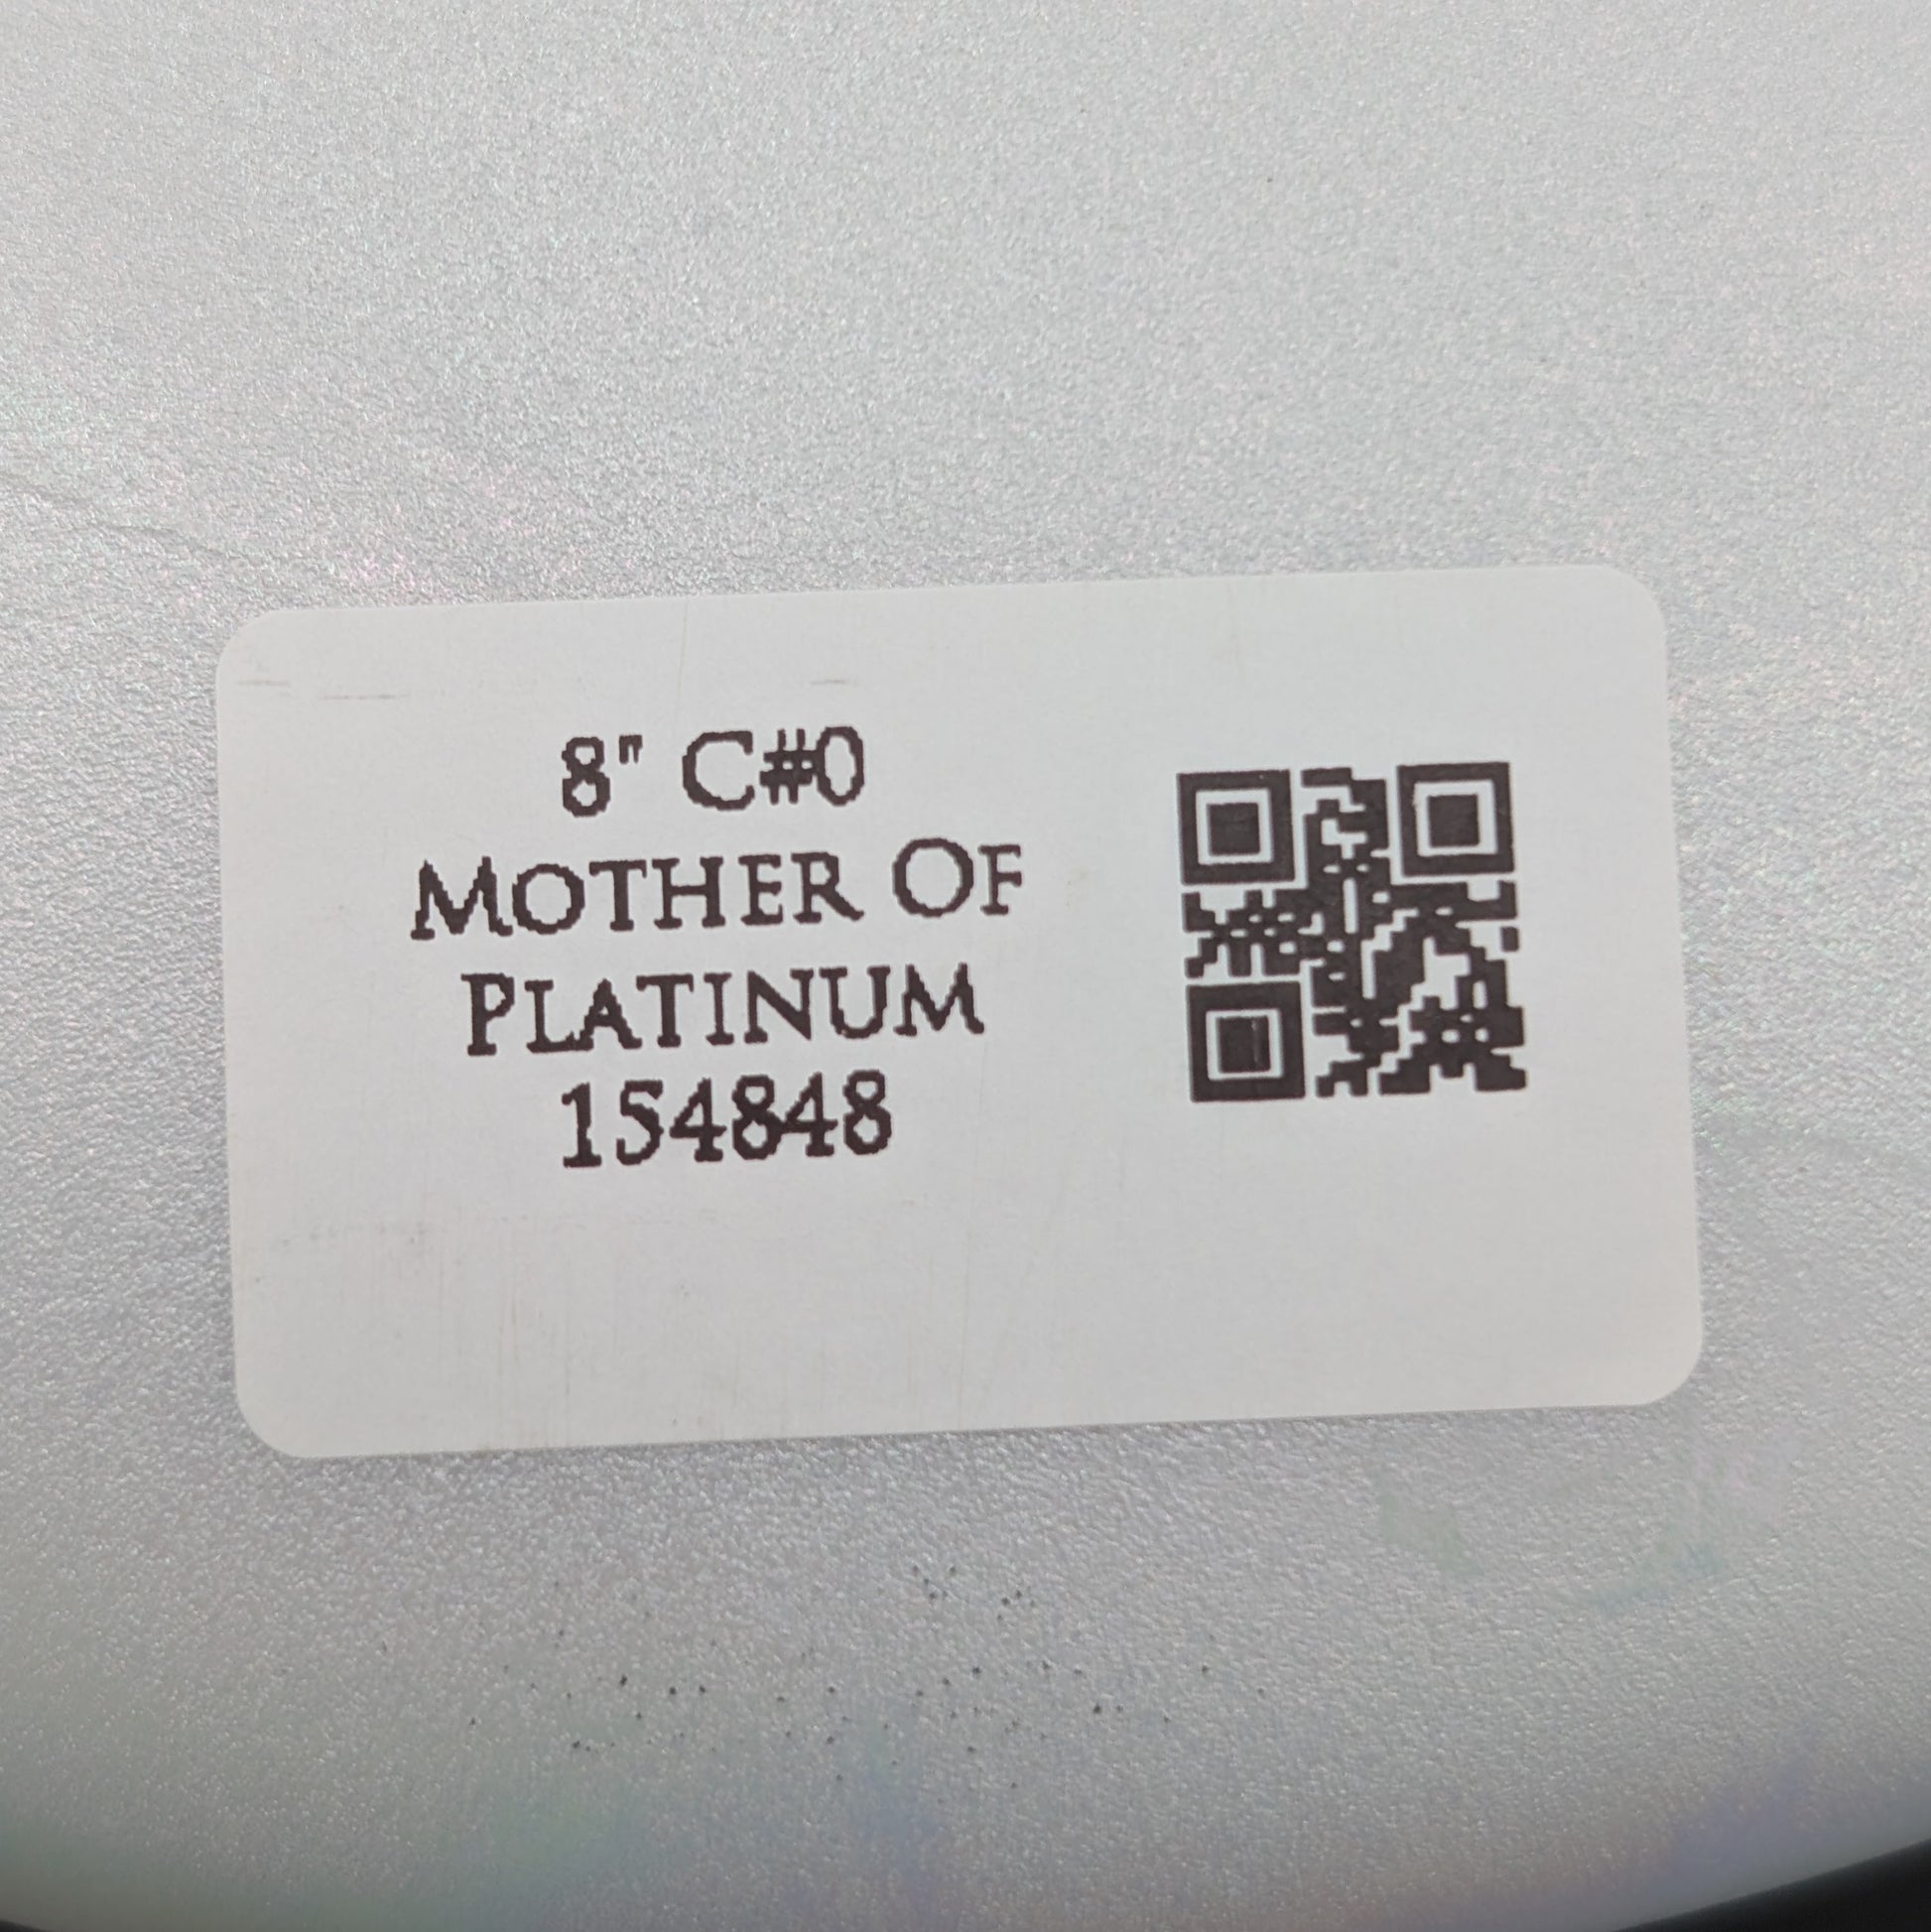 8" C#0
MOTHER OF
PLATINUM
154848